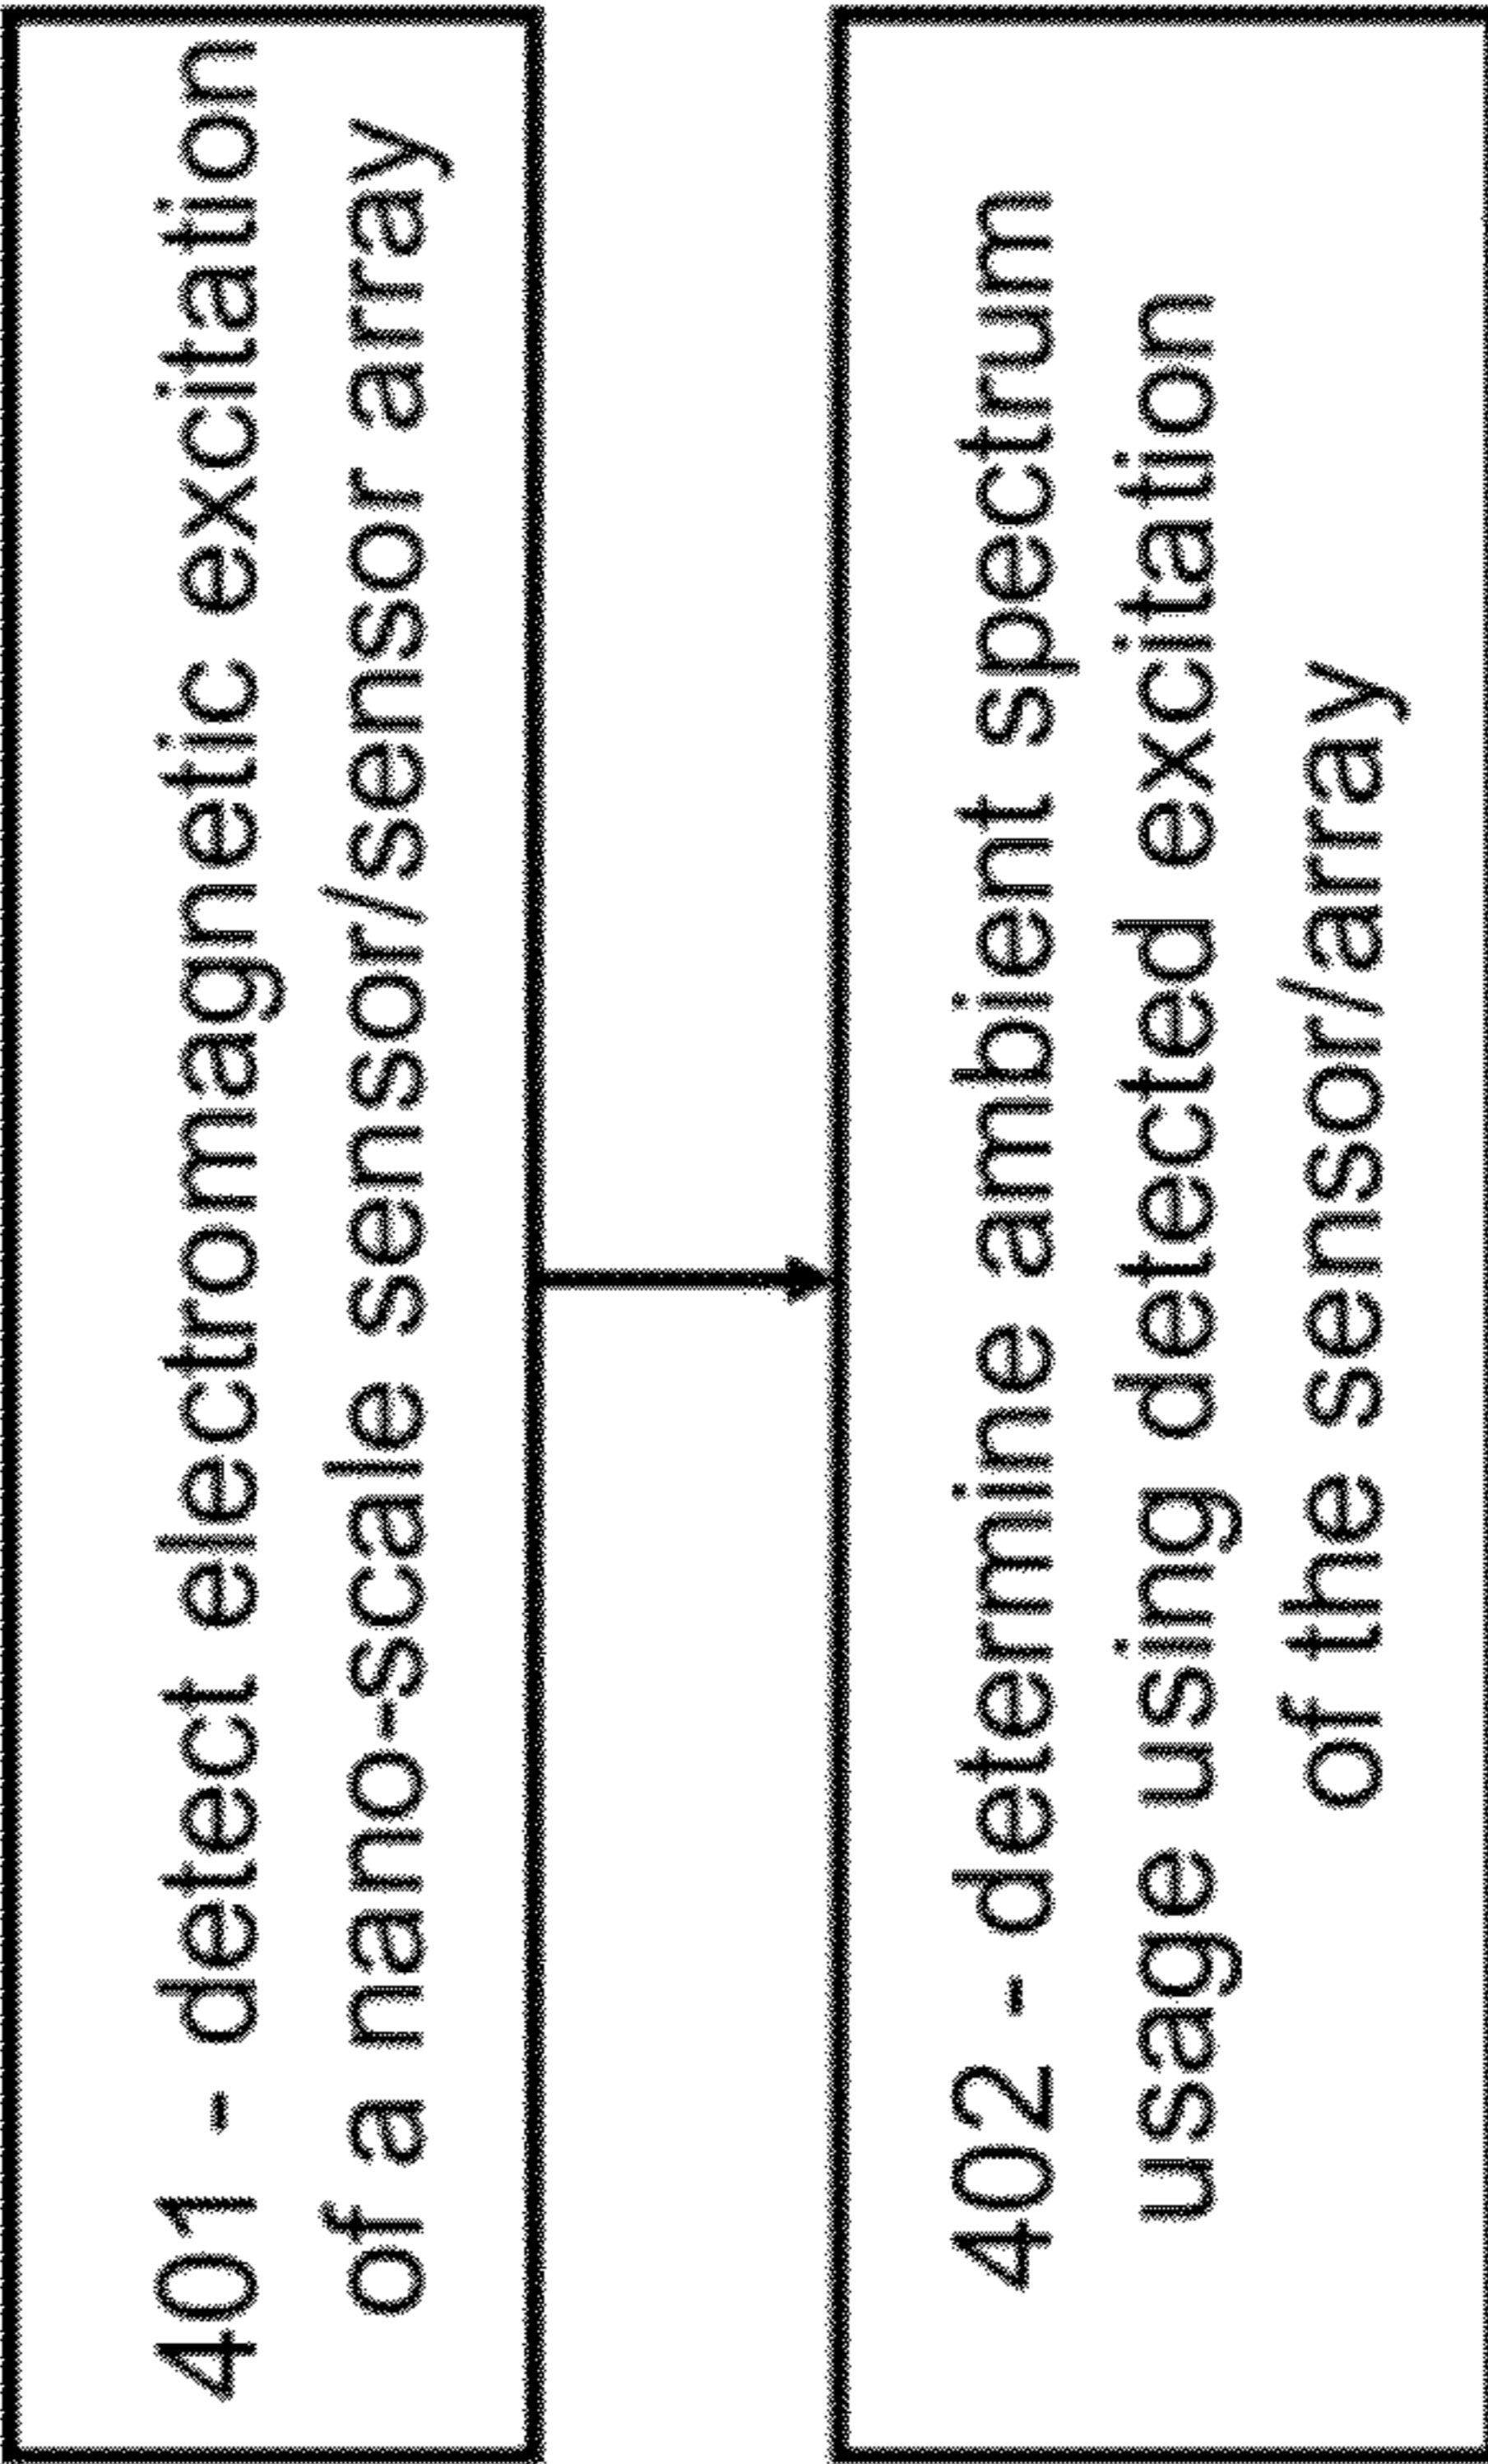 401 - detect electromagnetic excitation
of a nano-scale sensor/sensor array
402 - determine ambient spectrum
usage using detected excitation
of the sensor/array